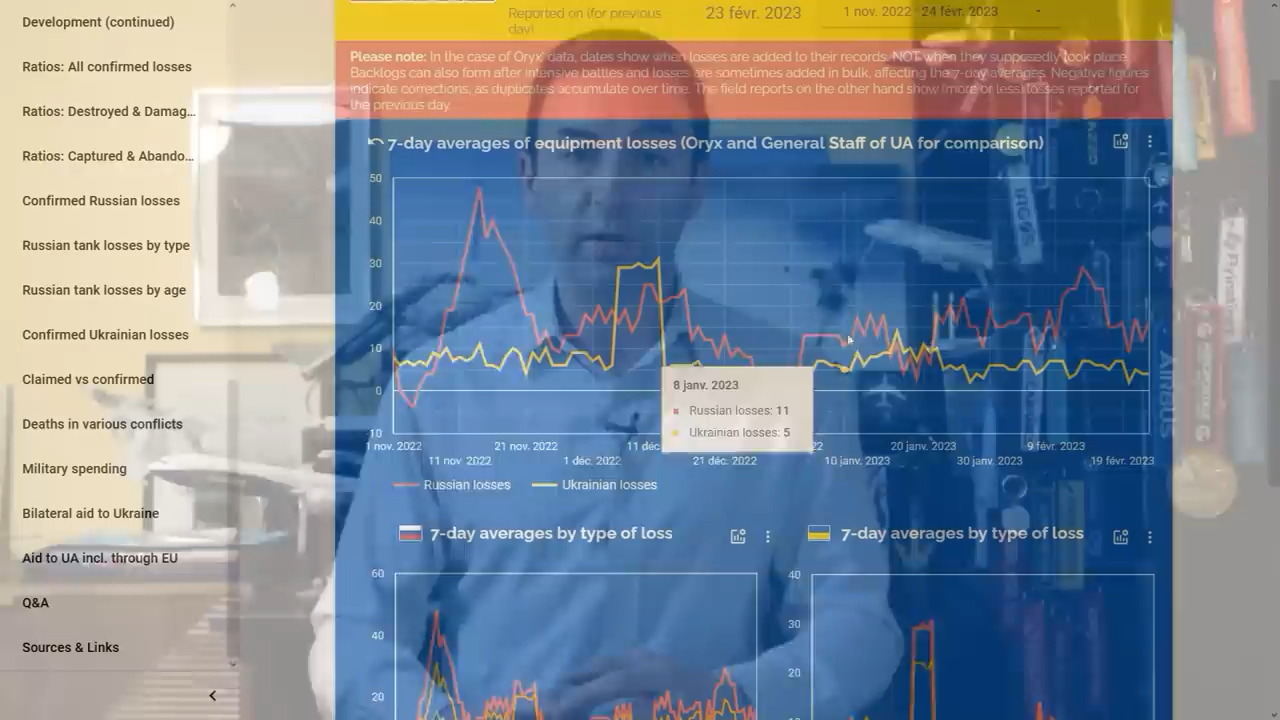 Development (continued)
Ratios: All confirmed losses
Ratios: Destroyed & Damag...
Ratios: Captured & Abando...
Confirmed Russian losses
Russian tank losses by type
Russian tank losses by age
Confirmed Ukrainian losses
Claimed vs confirmed
Deaths in various conflicts
Military spending
Bilateral aid to Ukraine
Aid to UA incl. through EU
Q&A
Sources & Links
Reported on (for previous
day)
23 févr. 2023
1 nov. 2022 - 24 févr. 2023
Please note: In the case of Oryx' data, dates show when losses are added to their records, NOT when they supposedly took place.
Backlogs can also form after intensive battles and losses are sometimes added in bulk, affecting the 7-day averages. Negative figures
indicate corrections, as duplicates accumulate over time. The field reports on the other hand show (more or less) losses reported for
the previous day.
7-day averages of equipment losses (Oryx and General Staff of UA for comparison)
50
40
30
20
10
0
10
1 nov. 2022
21 nov. 2022
11 déc.
22
20 janv. 2023
9 févr. 2023
11 nov. 2022
1 déc. 2022
21 déc. 2022
10 janv. 2023
30 janv. 2023
19 févr. 2023
8 janv. 2023
Russian losses: 11
Ukrainian losses: 5
Russian losses
Ukrainian losses
7-day averages by type of loss
60
40
20
7-day averages by type of loss
40
30
20
10
AIRBUS